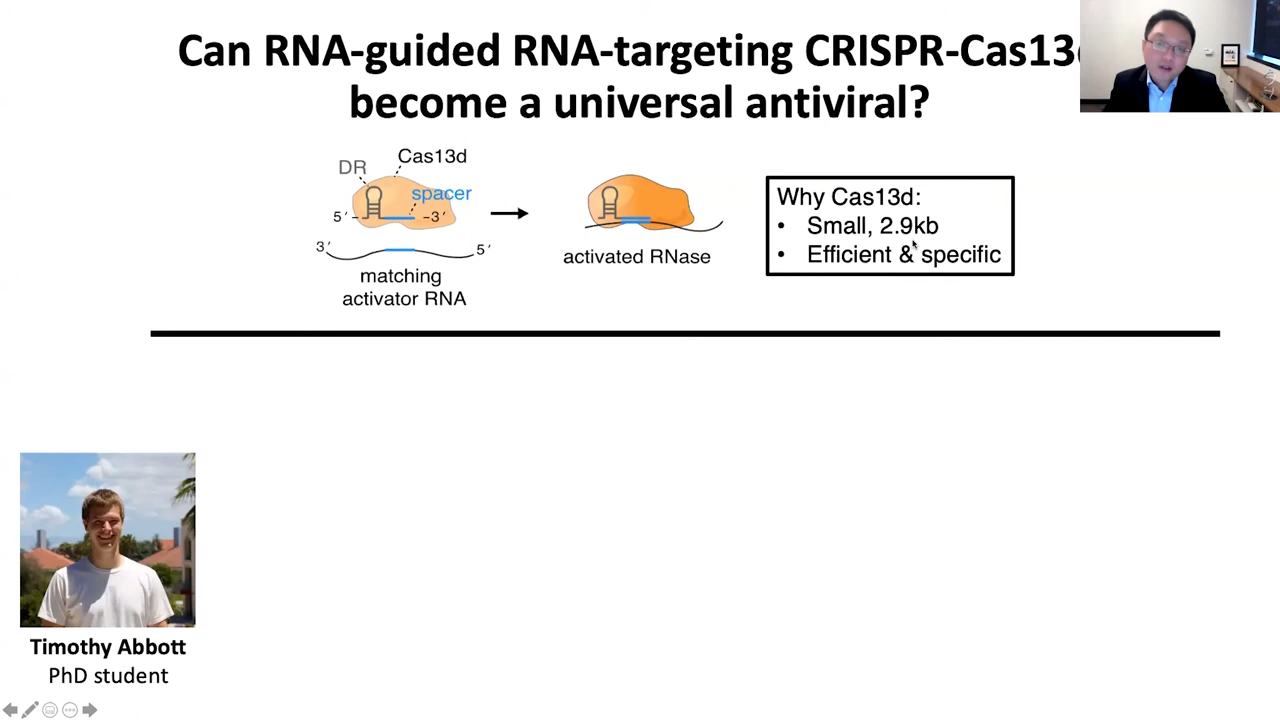 Can RNA-guided RNA-targeting CRISPR-Cas13
become a universal antiviral?
DR
Cas13d
spacer
5′
-3′
3′
5′
matching
activator RNA
activated RNase
Why Cas13d:
• Small, 2.9kb
• Efficient & specific
Timothy Abbott
PhD student